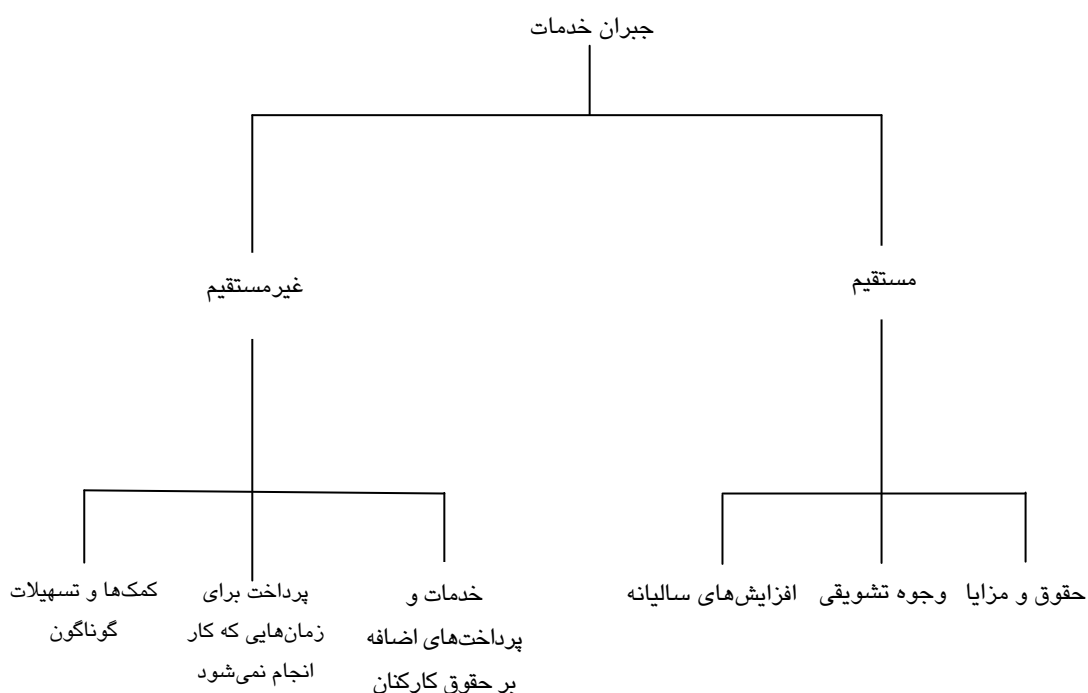 جبران خدمات
مستقیم
غیرمستقیم
حقوق و مزایا
وجوه تشویقی
افزایش‌های سالیانه
خدمات و
پرداخت‌های اضافه
بر حقوق کارکنان
پرداخت برای
زمان‌هایی که کار
انجام نمی‌شود
کمک‌ها و تسهیلات
گوناگون